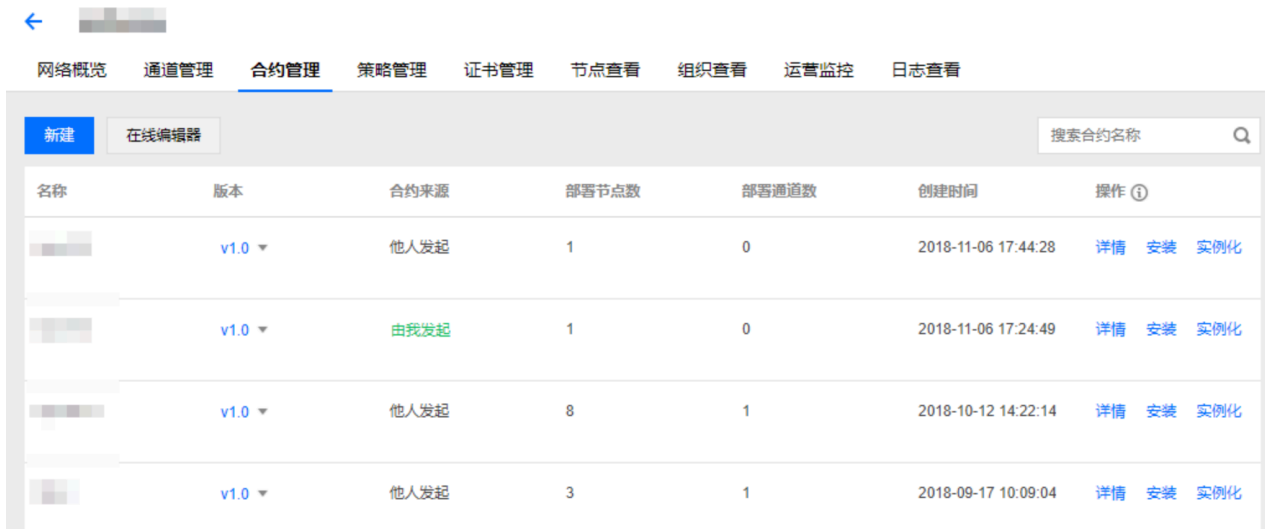 网络概览 通道管理 合约管理 策略管理 证书管理 节点查看 组织查看 运营监控 日志查看
新建 在线编辑器 搜索合约名称
名称 版本 合约来源 部署节点数 部署通道数 创建时间 操作
v1.0 他人发起 1 0 2018-11-06 17:44:28 详情 安装 实例化
v1.0 由我发起 1 0 2018-11-06 17:24:49 详情 安装 实例化
v1.0 他人发起 8 1 2018-10-12 14:22:14 详情 安装 实例化
v1.0 他人发起 3 1 2018-09-17 10:09:04 详情 安装 实例化